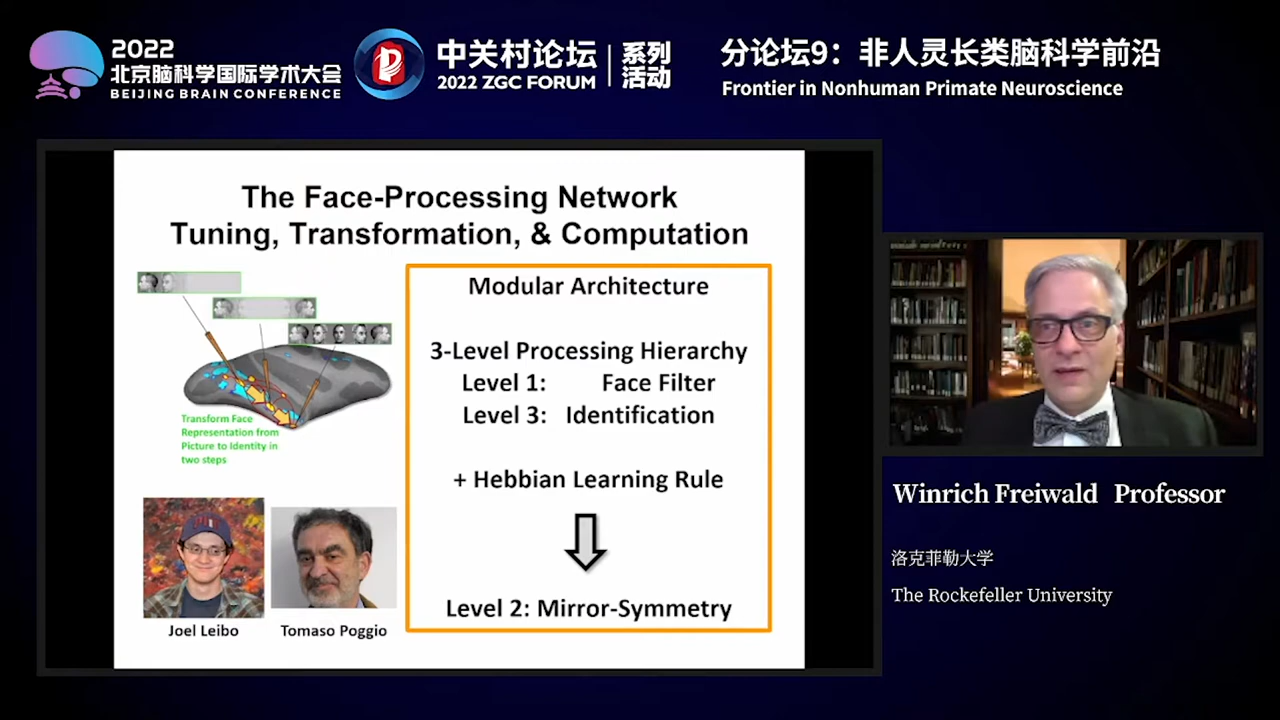 2022
北京脑科学国际学术大会
BEIJING BRAIN CONFERENCE
中关村论坛
2022 ZGC FORUM
系列
活动
分论坛9：非人灵长类脑科学前沿
Frontier in Nonhuman Primate Neuroscience
The Face-Processing Network
Tuning, Transformation, & Computation
Transform Face
Representation from
Picture to Identity in
two steps
Joel Leibo
Tomaso Poggio
Modular Architecture
3-Level Processing Hierarchy
Level 1: Face Filter
Level 3: Identification
+ Hebbian Learning Rule
Level 2: Mirror-Symmetry
Winrich Freiwald Professor
洛克菲勒大学
The Rockefeller University